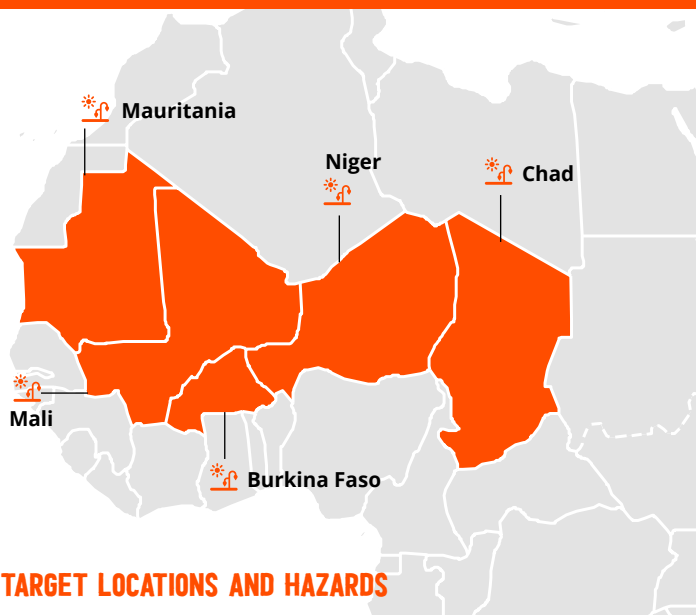 Mauritania
Niger
Chad
Mali
Burkina Faso
TARGET LOCATIONS AND HAZARDS